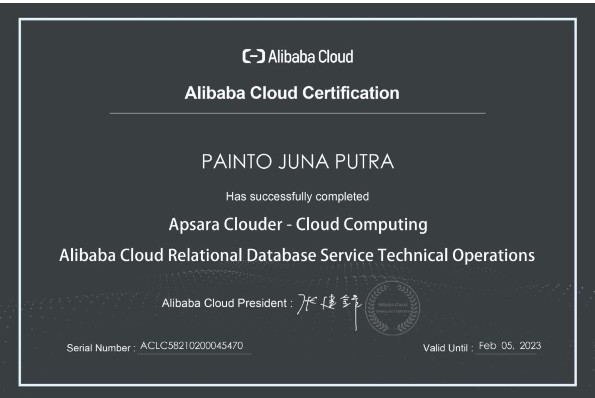 Alibaba Cloud
Alibaba Cloud Certification
PAINTO JUNA PUTRA
Has successfully completed
Apsara Clouder - Cloud Computing
Alibaba Cloud Relational Database Service Technical Operations
Alibaba Cloud President :
Serial Number : ACLC58210200045470
Valid Until : Feb 05, 2023